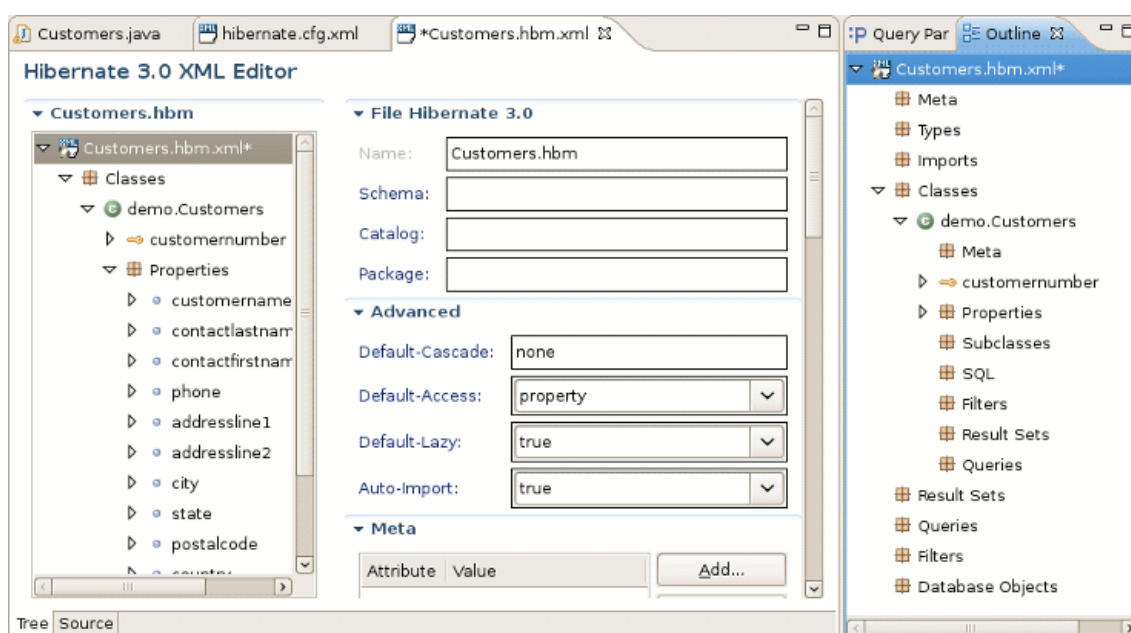 Customers.java
hibernate.cfg.xml
*Customers.hbm.xml
Hibernate 3.0 XML Editor
Customers.hbm
Customers.hbm.xml*
Classes
demo.Customers
customernumber
Properties
customername
contactlastnam
contactfirstnam
phone
addressline1
addressline2
city
state
postalcode
country
File Hibernate 3.0
Name: Customers.hbm
Schema:
Catalog:
Package:
Advanced
Default-Cascade: none
Default-Access: property
Default-Lazy: true
Auto-Import: true
Meta
Attribute Value
Add...
Tree Source
Query Par
Outline
Customers.hbm.xml*
Meta
Types
Imports
Classes
demo.Customers
Meta
customernumber
Properties
Subclasses
SQL
Filters
Result Sets
Queries
Result Sets
Queries
Filters
Database Objects